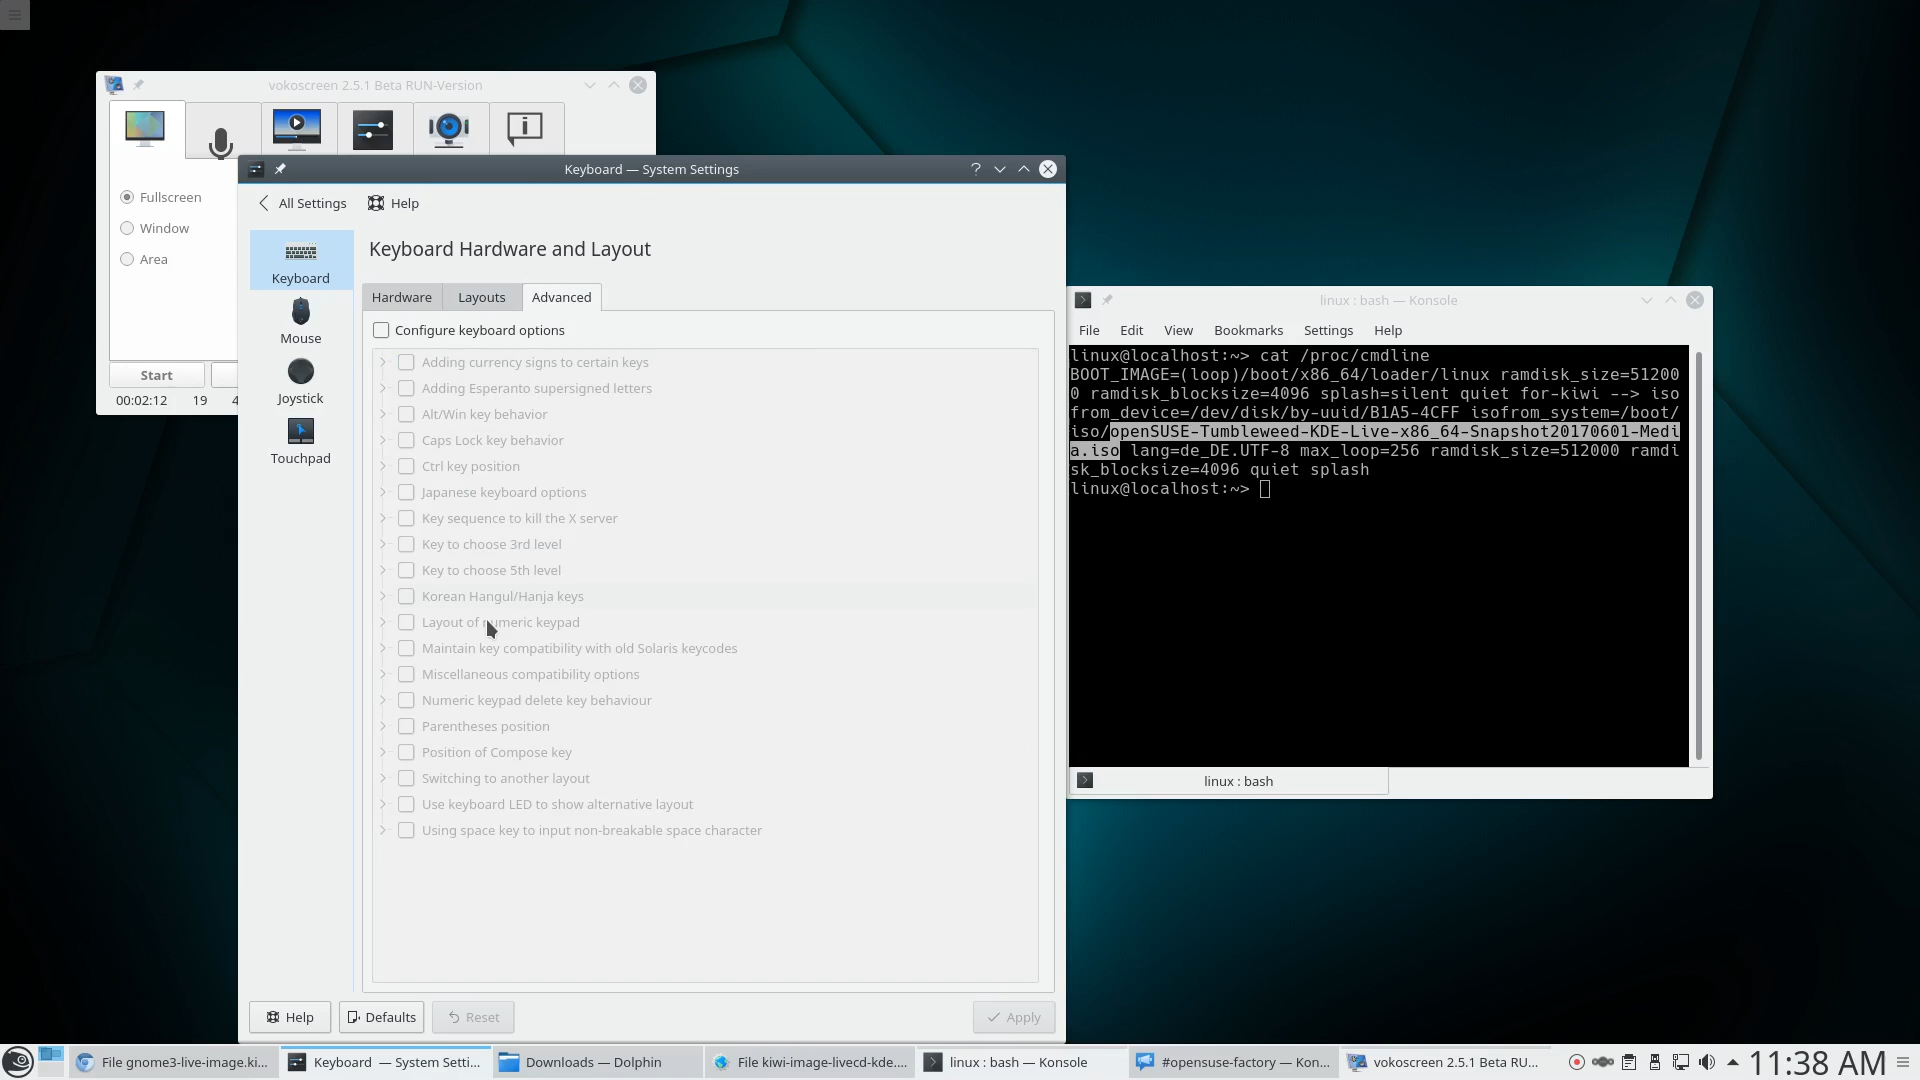 vokoscreen 2.5.1 Beta RUN-Version
Fullscreen
Window
Area
Start
00:02:12 19 4
Keyboard — System Settings
All Settings Help
Keyboard
Mouse
Joystick
Touchpad
Keyboard Hardware and Layout
Hardware Layouts Advanced
Configure keyboard options
Adding currency signs to certain keys
Adding Esperanto supersigned letters
Alt/Win key behavior
Caps Lock key behavior
Ctrl key position
Japanese keyboard options
Key sequence to kill the X server
Key to choose 3rd level
Key to choose 5th level
Korean Hangul/Hanja keys
Layout of numeric keypad
Maintain key compatibility with old Solaris keycodes
Miscellaneous compatibility options
Numeric keypad delete key behaviour
Parentheses position
Position of Compose key
Switching to another layout
Use keyboard LED to show alternative layout
Using space key to input non-breakable space character
Help Defaults Reset Apply
linux : bash — Konsole
File Edit View Bookmarks Settings Help
linux@localhost:~> cat /proc/cmdline
BOOT_IMAGE=(loop)/boot/x86_64/loader/linux ramdisk_size=51200
0 ramdisk_blocksize=4096 splash=silent quiet for-kiwi --> iso
from_device=/dev/disk/by-uuid/B1A5-4CFF isofrom_system=/boot/
iso/openSUSE-Tumbleweed-KDE-Live-x86_64-Snapshot20170601-Medi
a.iso lang=de_DE.UTF-8 max_loop=256 ramdisk_size=512000 ramdi
sk_blocksize=4096 quiet splash
linux@localhost:~>
linux : bash
File gnome3-live-image.ki... Keyboard — System Setti... Downloads — Dolphin File kiwi-image-livecd-kde.... linux : bash — Konsole #opensuse-factory — Kon... vokoscreen 2.5.1 Beta RU... 11:38 AM